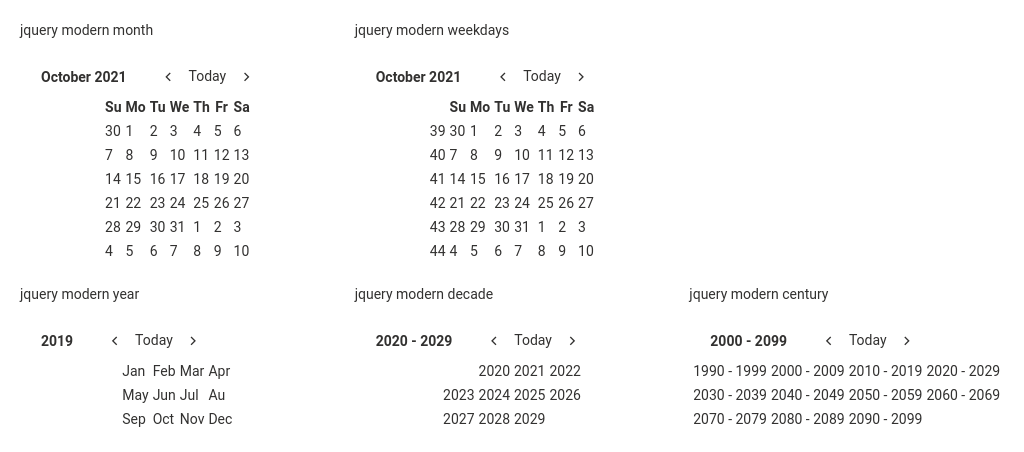 jquery modern month
October 2021 Today
Su Mo Tu We Th Fr Sa
30 1 2 3 4 5 6
7 8 9 10 11 12 13
14 15 16 17 18 19 20
21 22 23 24 25 26 27
28 29 30 31 1 2 3
4 5 6 7 8 9 10
jquery modern weekdays
October 2021 Today
Su Mo Tu We Th Fr Sa
39 30 1 2 3 4 5 6
40 7 8 9 10 11 12 13
41 14 15 16 17 18 19 20
42 21 22 23 24 25 26 27
43 28 29 30 31 1 2 3
44 4 5 6 7 8 9 10
jquery modern year
2019 Today
Jan Feb Mar Apr
May Jun Jul Au
Sep Oct Nov Dec
jquery modern decade
2020 - 2029 Today
2020 2021 2022
2023 2024 2025 2026
2027 2028 2029
jquery modern century
2000 - 2099 Today
1990 - 1999 2000 - 2009 2010 - 2019 2020 - 2029
2030 - 2039 2040 - 2049 2050 - 2059 2060 - 2069
2070 - 2079 2080 - 2089 2090 - 2099